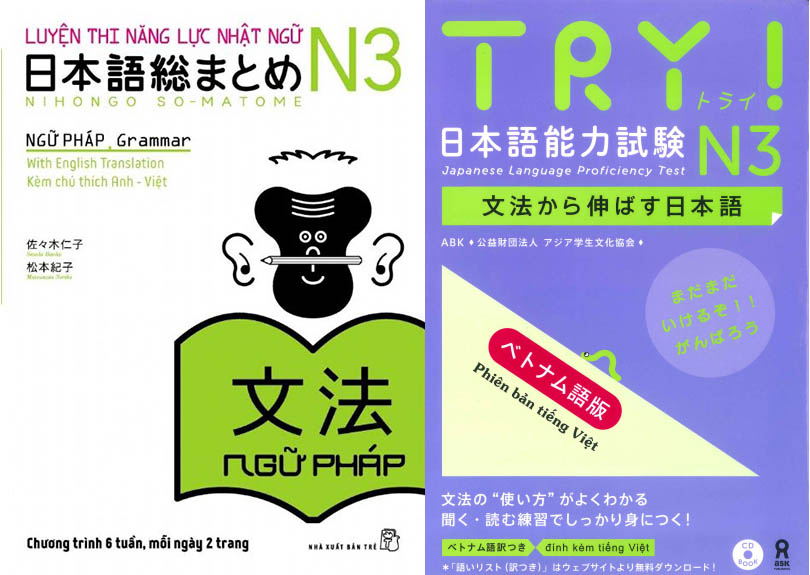 LUYỆN THI NĂNG LỰC NHẬT NGỮ
日本語総まとめ N3
NIHONGO SO-MATOME
NGỮ PHÁP, Grammar
With English Translation
Kèm chú thích Anh - Việt
佐々木仁子
Sasaki Hitoko
松本紀子
Matsumoto Noriko
文法
NGỮ PHÁP
Chương trình 6 tuần, mỗi ngày 2 trang
NHÀ XUẤT BẢN TRẺ
TRY!
トライ
日本語能力試験 N3
Japanese Language Proficiency Test
文法から伸ばす日本語
ABK ♦ 公益財団法人 アジア学生文化協会 ♦
まだまだ
いけるぞ！！
がんばろう
ベトナム語版
Phiên bản tiếng Việt
文法の“使い方”がよくわかる
聞く・読む練習でしっかり身につく！
ベトナム語訳つき đính kèm tiếng Việt
*「語いリスト(訳つき)」はウェブサイトより無料ダウンロード！
CD BOOK
ask